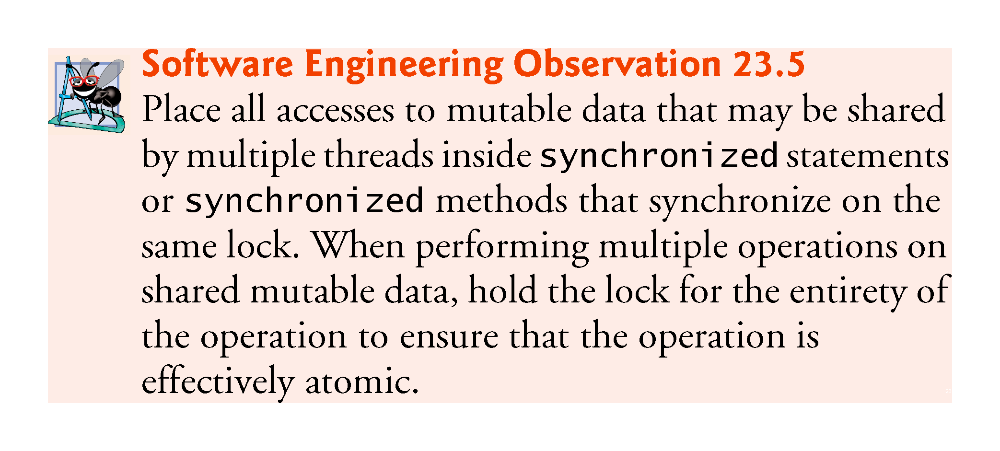 Software Engineering Observation 23.5
Place all accesses to mutable data that may be shared
by multiple threads inside synchronized statements
or synchronized methods that synchronize on the
same lock. When performing multiple operations on
shared mutable data, hold the lock for the entirety of
the operation to ensure that the operation is
effectively atomic.
23